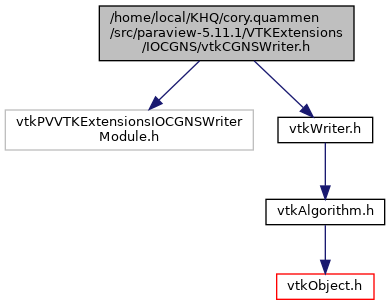 /home/local/KHQ/cory.quammen
/src/paraview-5.11.1/VTKExtensions
/IOCGNS/vtkCGNSWriter.h
vtkPVVTKExtensionsIOCGNSWriter
Module.h
vtkWriter.h
vtkAlgorithm.h
vtkObject.h